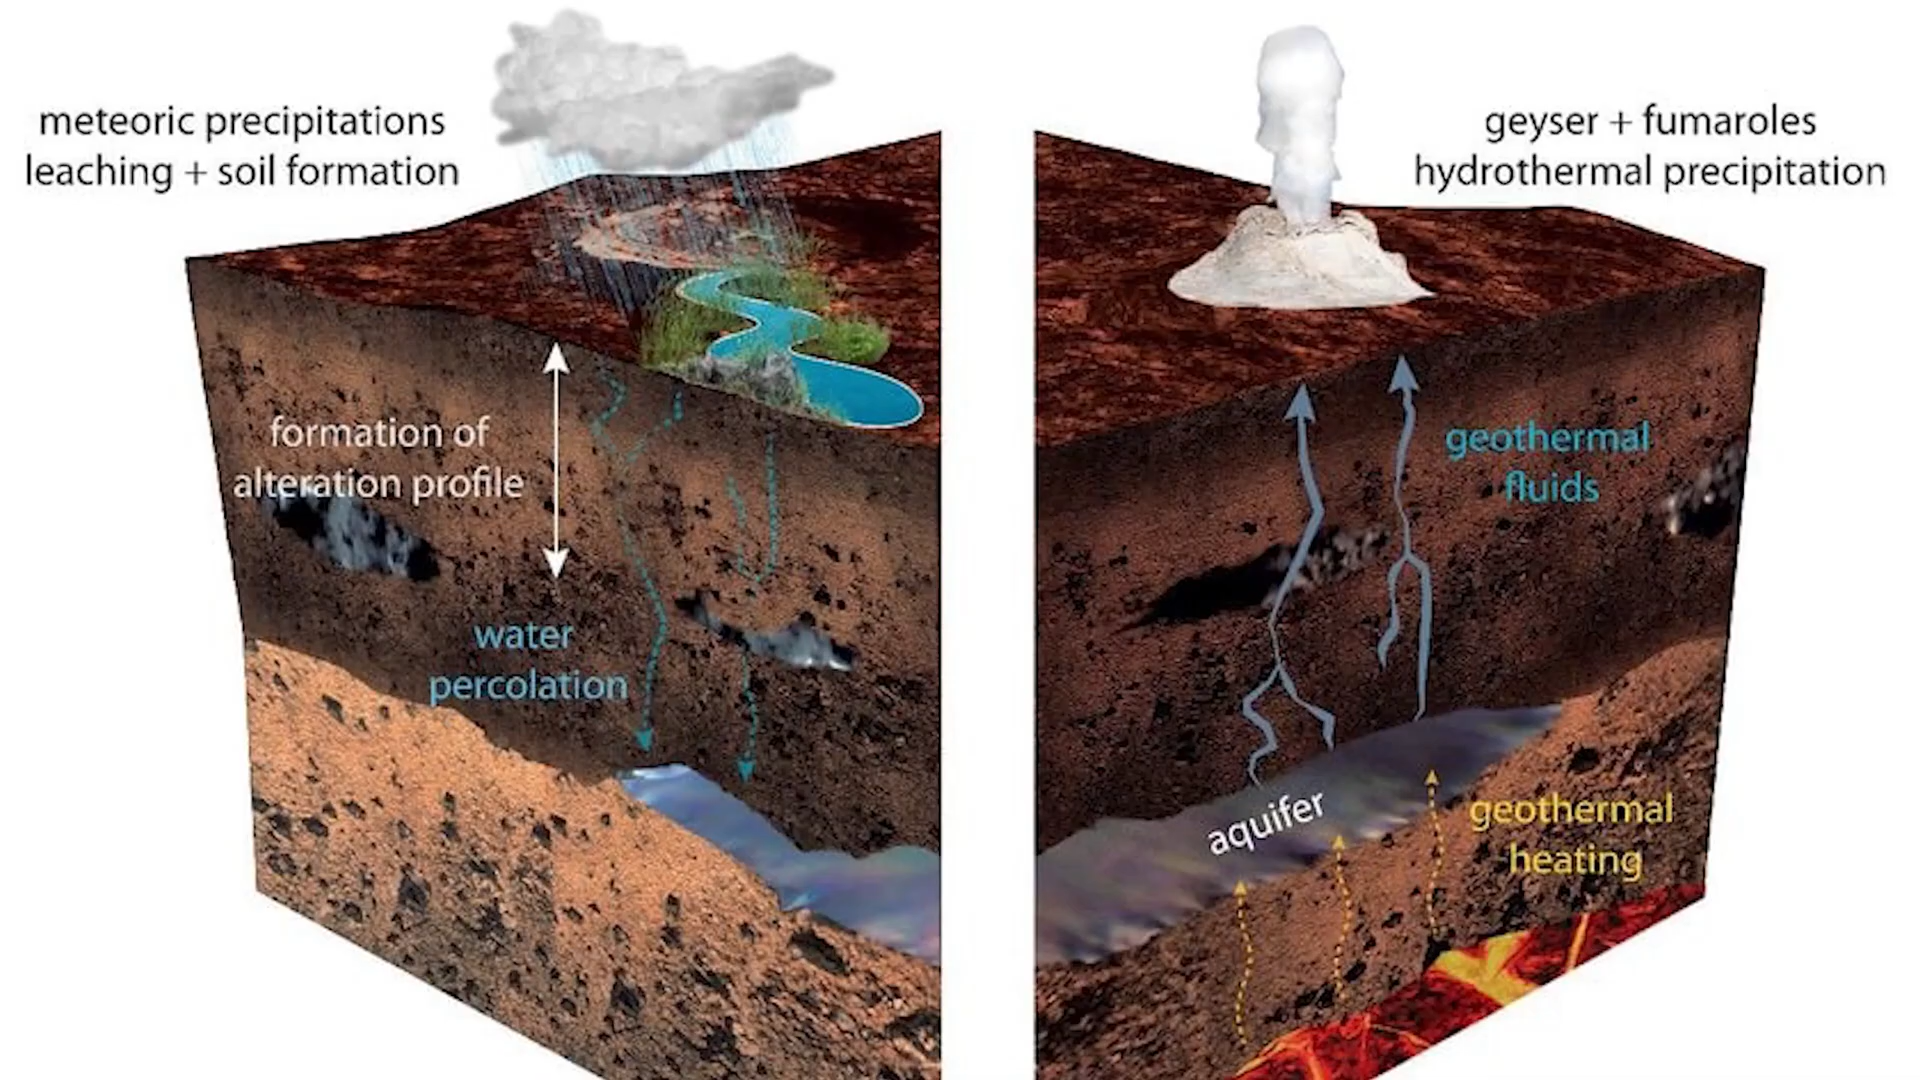 meteoric precipitations
leaching + soil formation
formation of
alteration profile
water
percolation
geyser + fumaroles
hydrothermal precipitation
geothermal
fluids
aquifer
geothermal
heating